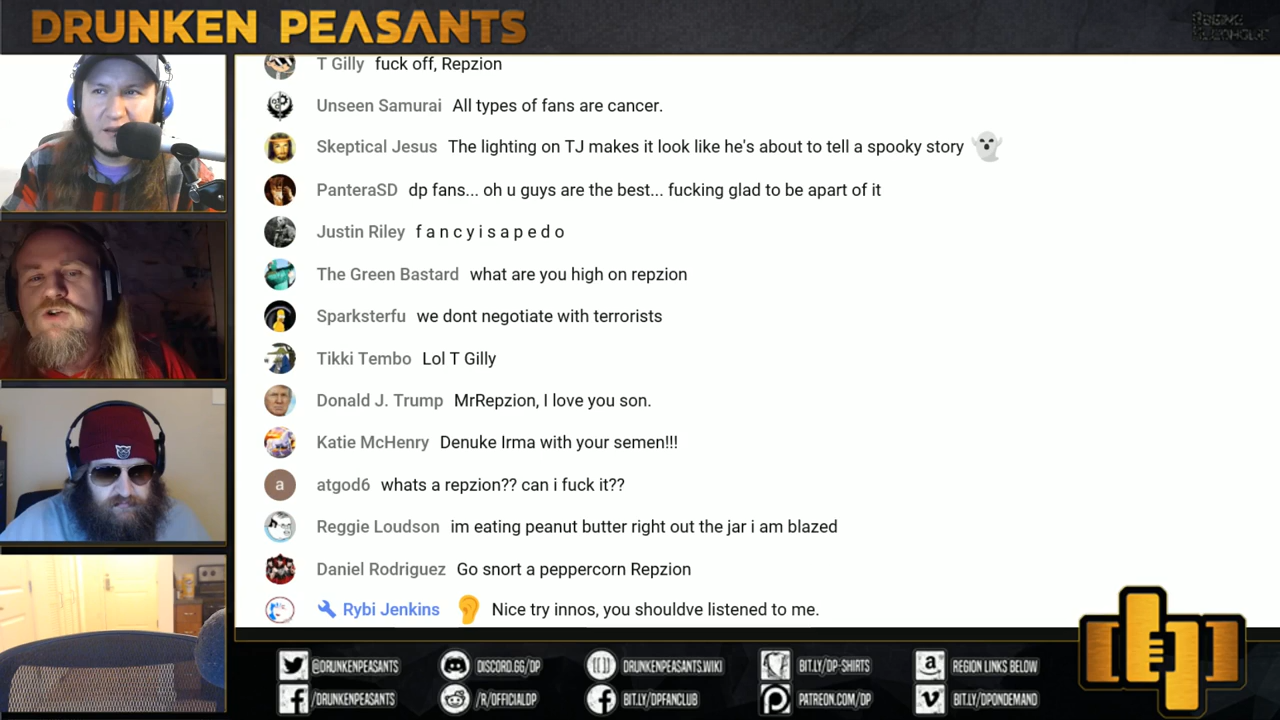 DRUNKEN PEASANTS
T Gilly fuck off, Repzion
Unseen Samurai All types of fans are cancer.
Skeptical Jesus The lighting on TJ makes it look like he's about to tell a spooky story
PanteraSD dp fans... oh u guys are the best... fucking glad to be apart of it
Justin Riley f a n c y i s a p e d o
The Green Bastard what are you high on repzion
Sparksterfu we dont negotiate with terrorists
Tikki Tembo Lol T Gilly
Donald J. Trump MrRepzion, I love you son.
Katie McHenry Denuke Irma with your semen!!!
a atgod6 whats a repzion?? can i fuck it??
Reggie Loudson im eating peanut butter right out the jar i am blazed
Daniel Rodriguez Go snort a peppercorn Repzion
Rybi Jenkins Nice try innos, you shouldve listened to me.
@DRUNKENPEASANTS DISCORD.GG/DP DRUNKENPEASANTS.WIKI BIT.LY/DP-SHIRTS a REGION LINKS BELOW
/DRUNKENPEASANTS /R/OFFICIALDP BIT.LY/DPFANCLUB PATREON.COM/DP BIT.LY/DPONDEMAND